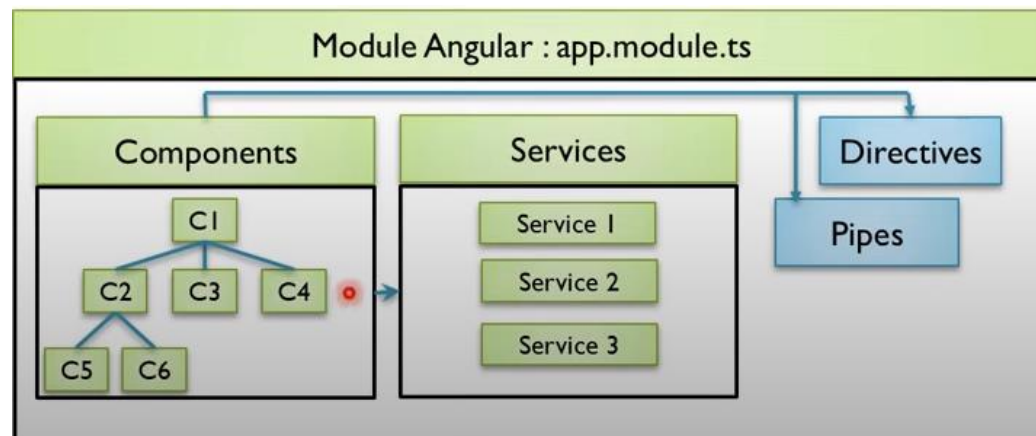 Module Angular : app.module.ts
Components
Services
Directives
Pipes
C1
C2
C3
C4
C5
C6
Service 1
Service 2
Service 3